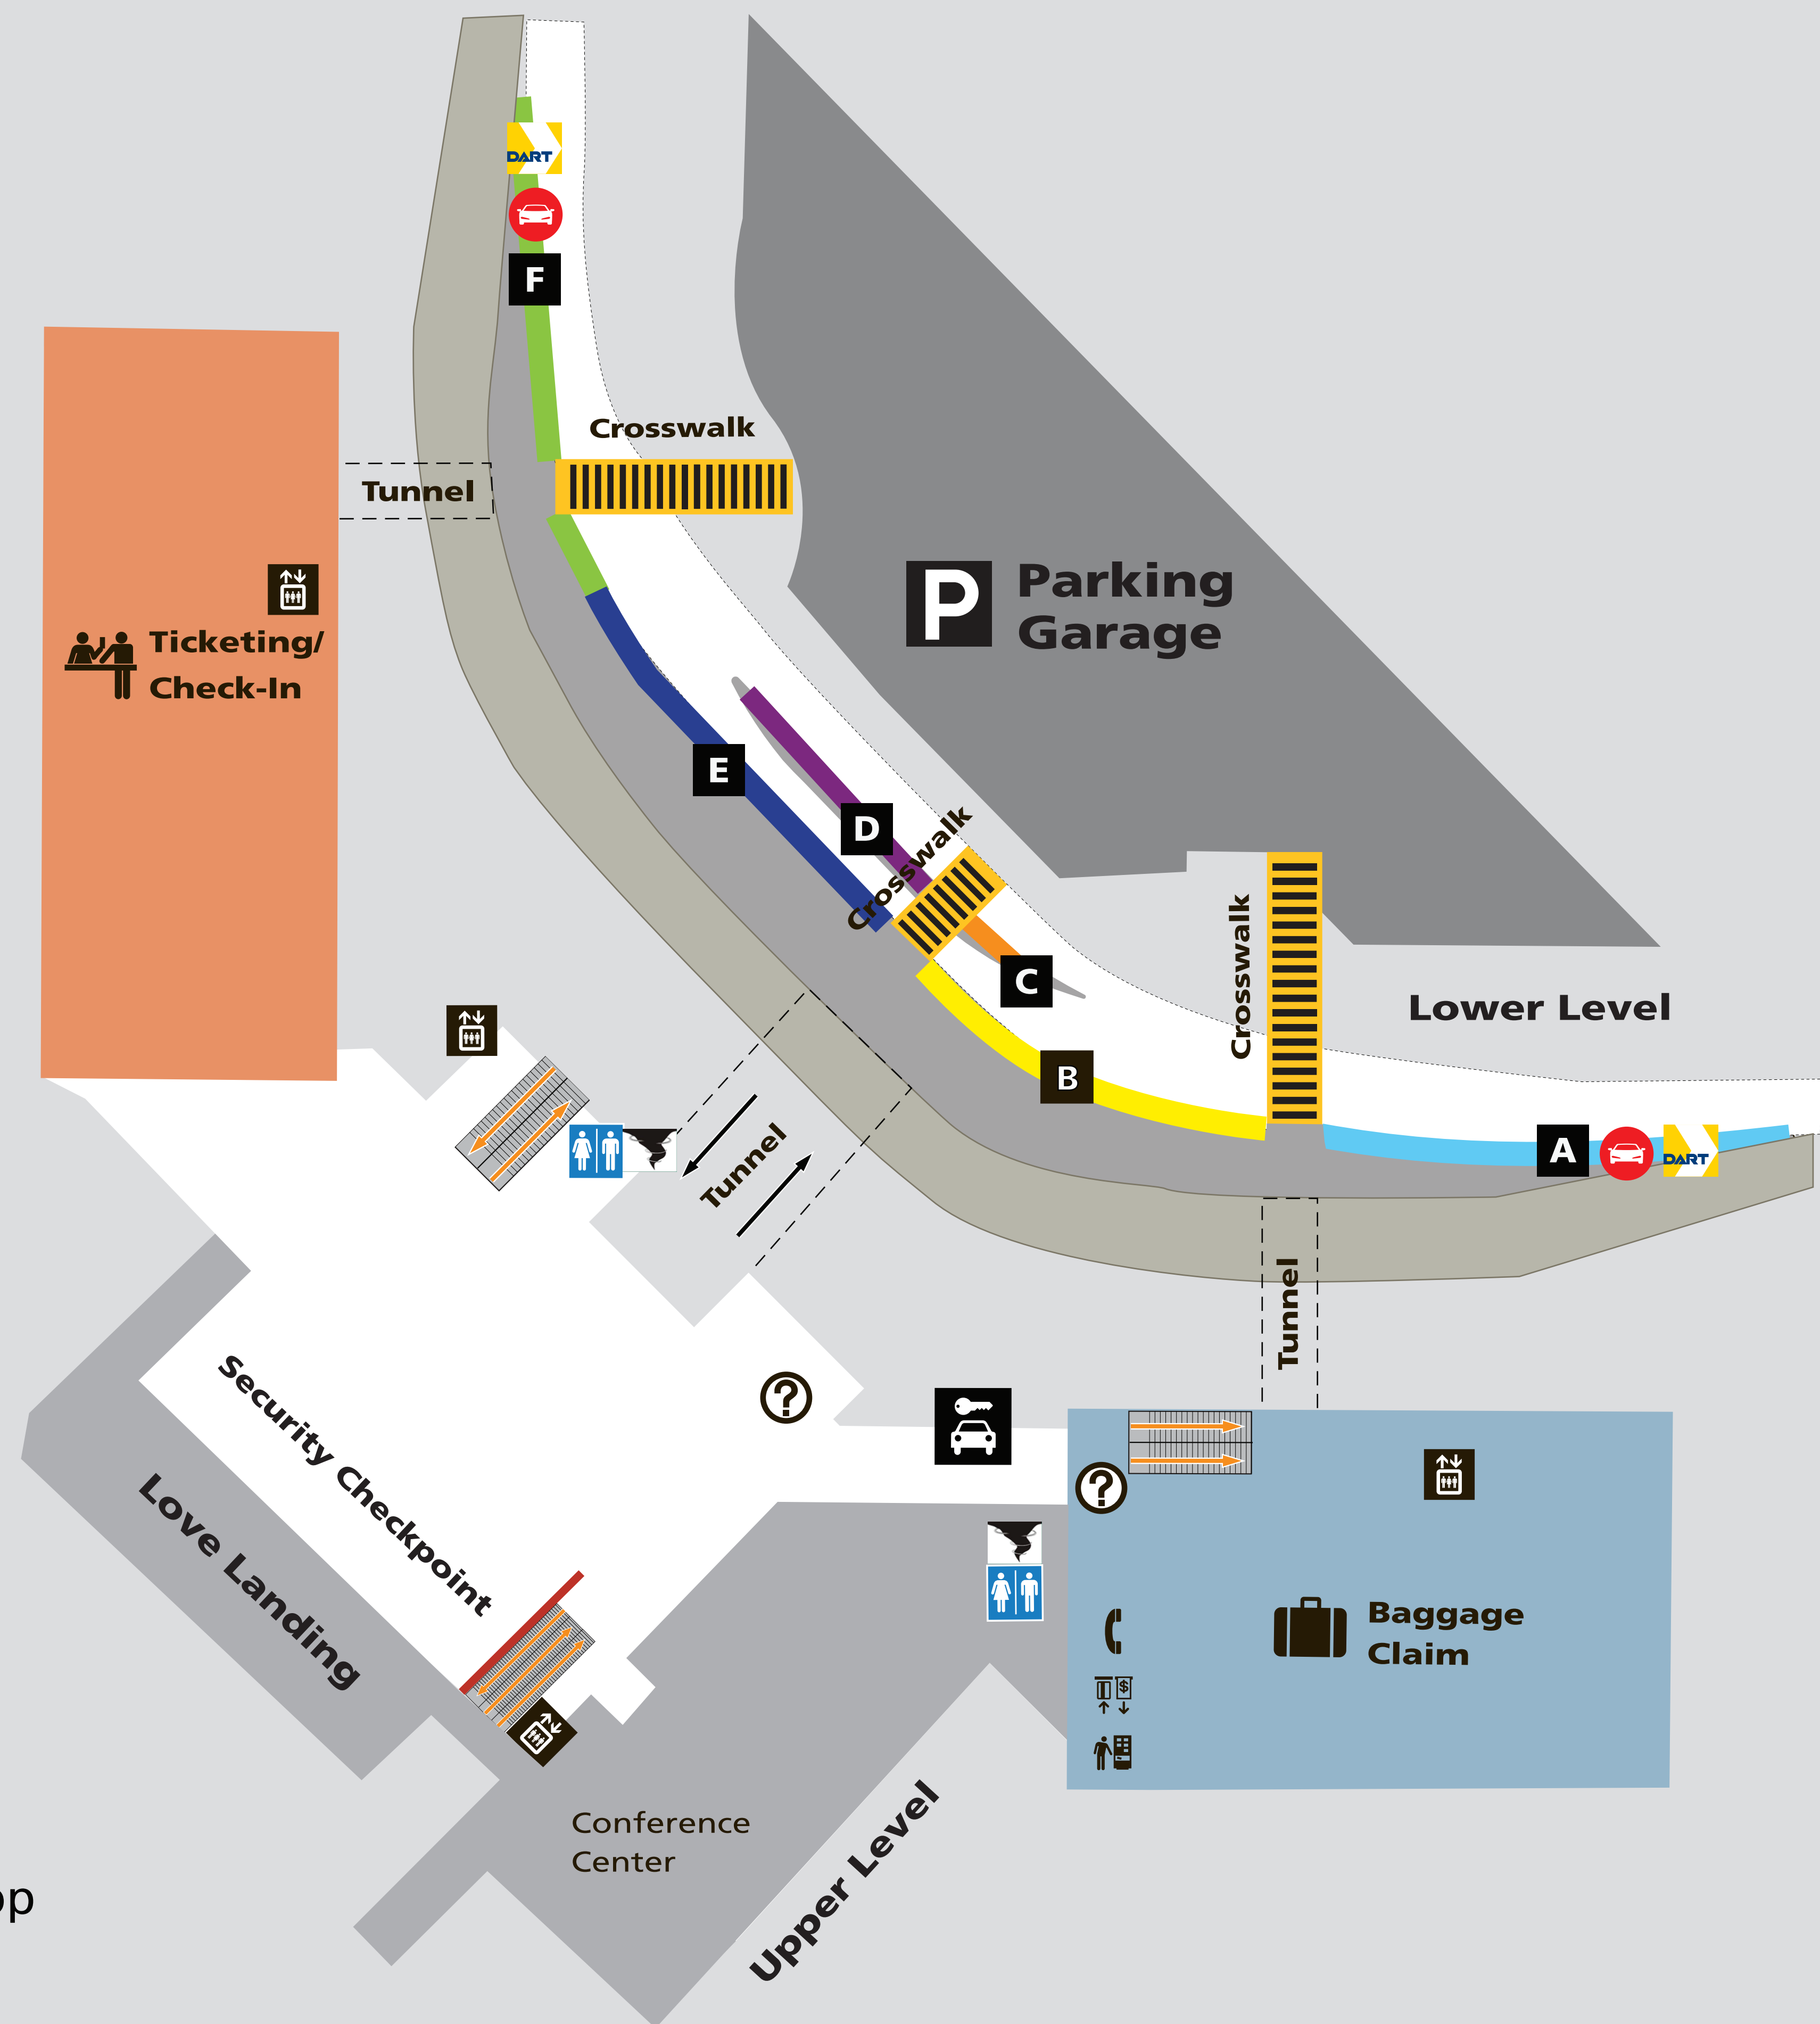 DART
F
Crosswalk
Tunnel
P
Parking
Garage
Ticketing/
Check-In
E
D
Crosswalk
C
Crosswalk
Lower Level
B
A
DART
Tunnel
Tunnel
Security Checkpoint
?
?
Love Landing
Baggage
Claim
$
Conference
Center
Upper Level